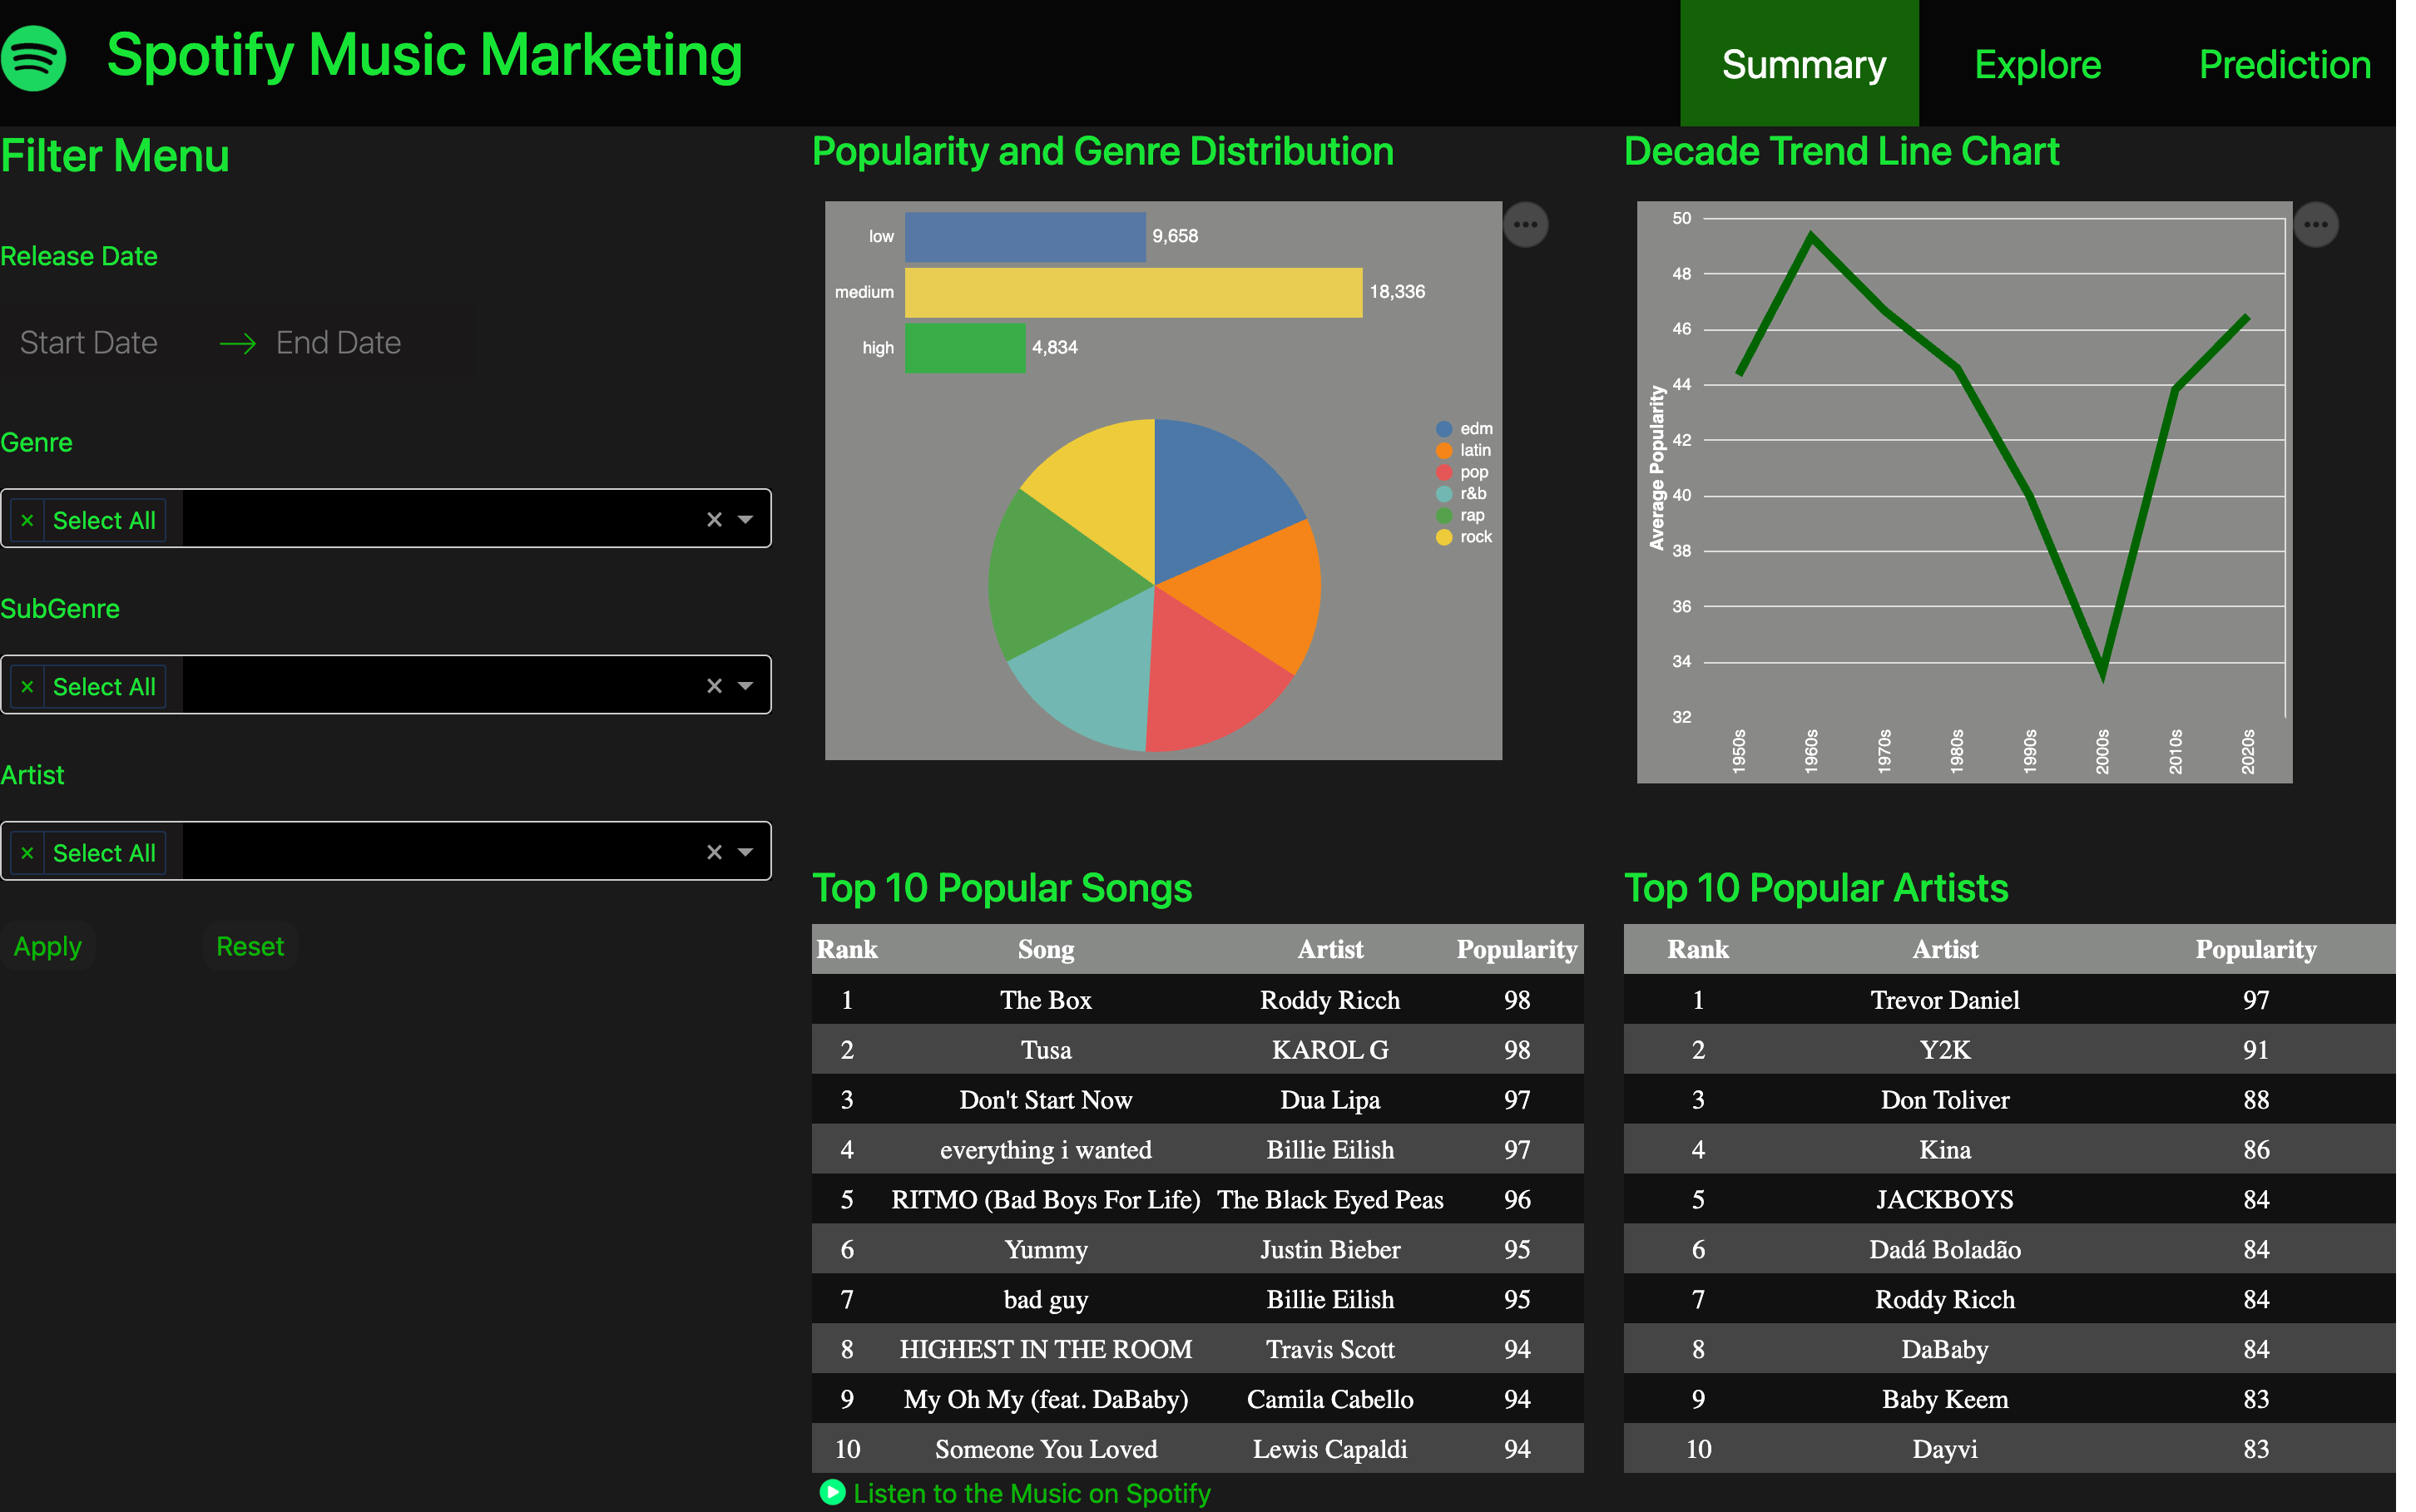 Spotify Music Marketing
Summary Explore Prediction
Filter Menu
Release Date
Start Date → End Date
Genre
× Select All
SubGenre
× Select All
Artist
× Select All
Apply Reset
Popularity and Genre Distribution
low 9,658
medium 18,336
high 4,834
edm
latin
pop
r&b
rap
rock
Decade Trend Line Chart
Average Popularity
50
48
46
44
42
40
38
36
34
32
1950s 1960s 1970s 1980s 1990s 2000s 2010s 2020s
Top 10 Popular Songs
Rank Song Artist Popularity
1 The Box Roddy Ricch 98
2 Tusa KAROL G 98
3 Don't Start Now Dua Lipa 97
4 everything i wanted Billie Eilish 97
5 RITMO (Bad Boys For Life) The Black Eyed Peas 96
6 Yummy Justin Bieber 95
7 bad guy Billie Eilish 95
8 HIGHEST IN THE ROOM Travis Scott 94
9 My Oh My (feat. DaBaby) Camila Cabello 94
10 Someone You Loved Lewis Capaldi 94
Listen to the Music on Spotify
Top 10 Popular Artists
Rank Artist Popularity
1 Trevor Daniel 97
2 Y2K 91
3 Don Toliver 88
4 Kina 86
5 JACKBOYS 84
6 Dadá Boladão 84
7 Roddy Ricch 84
8 DaBaby 84
9 Baby Keem 83
10 Dayvi 83